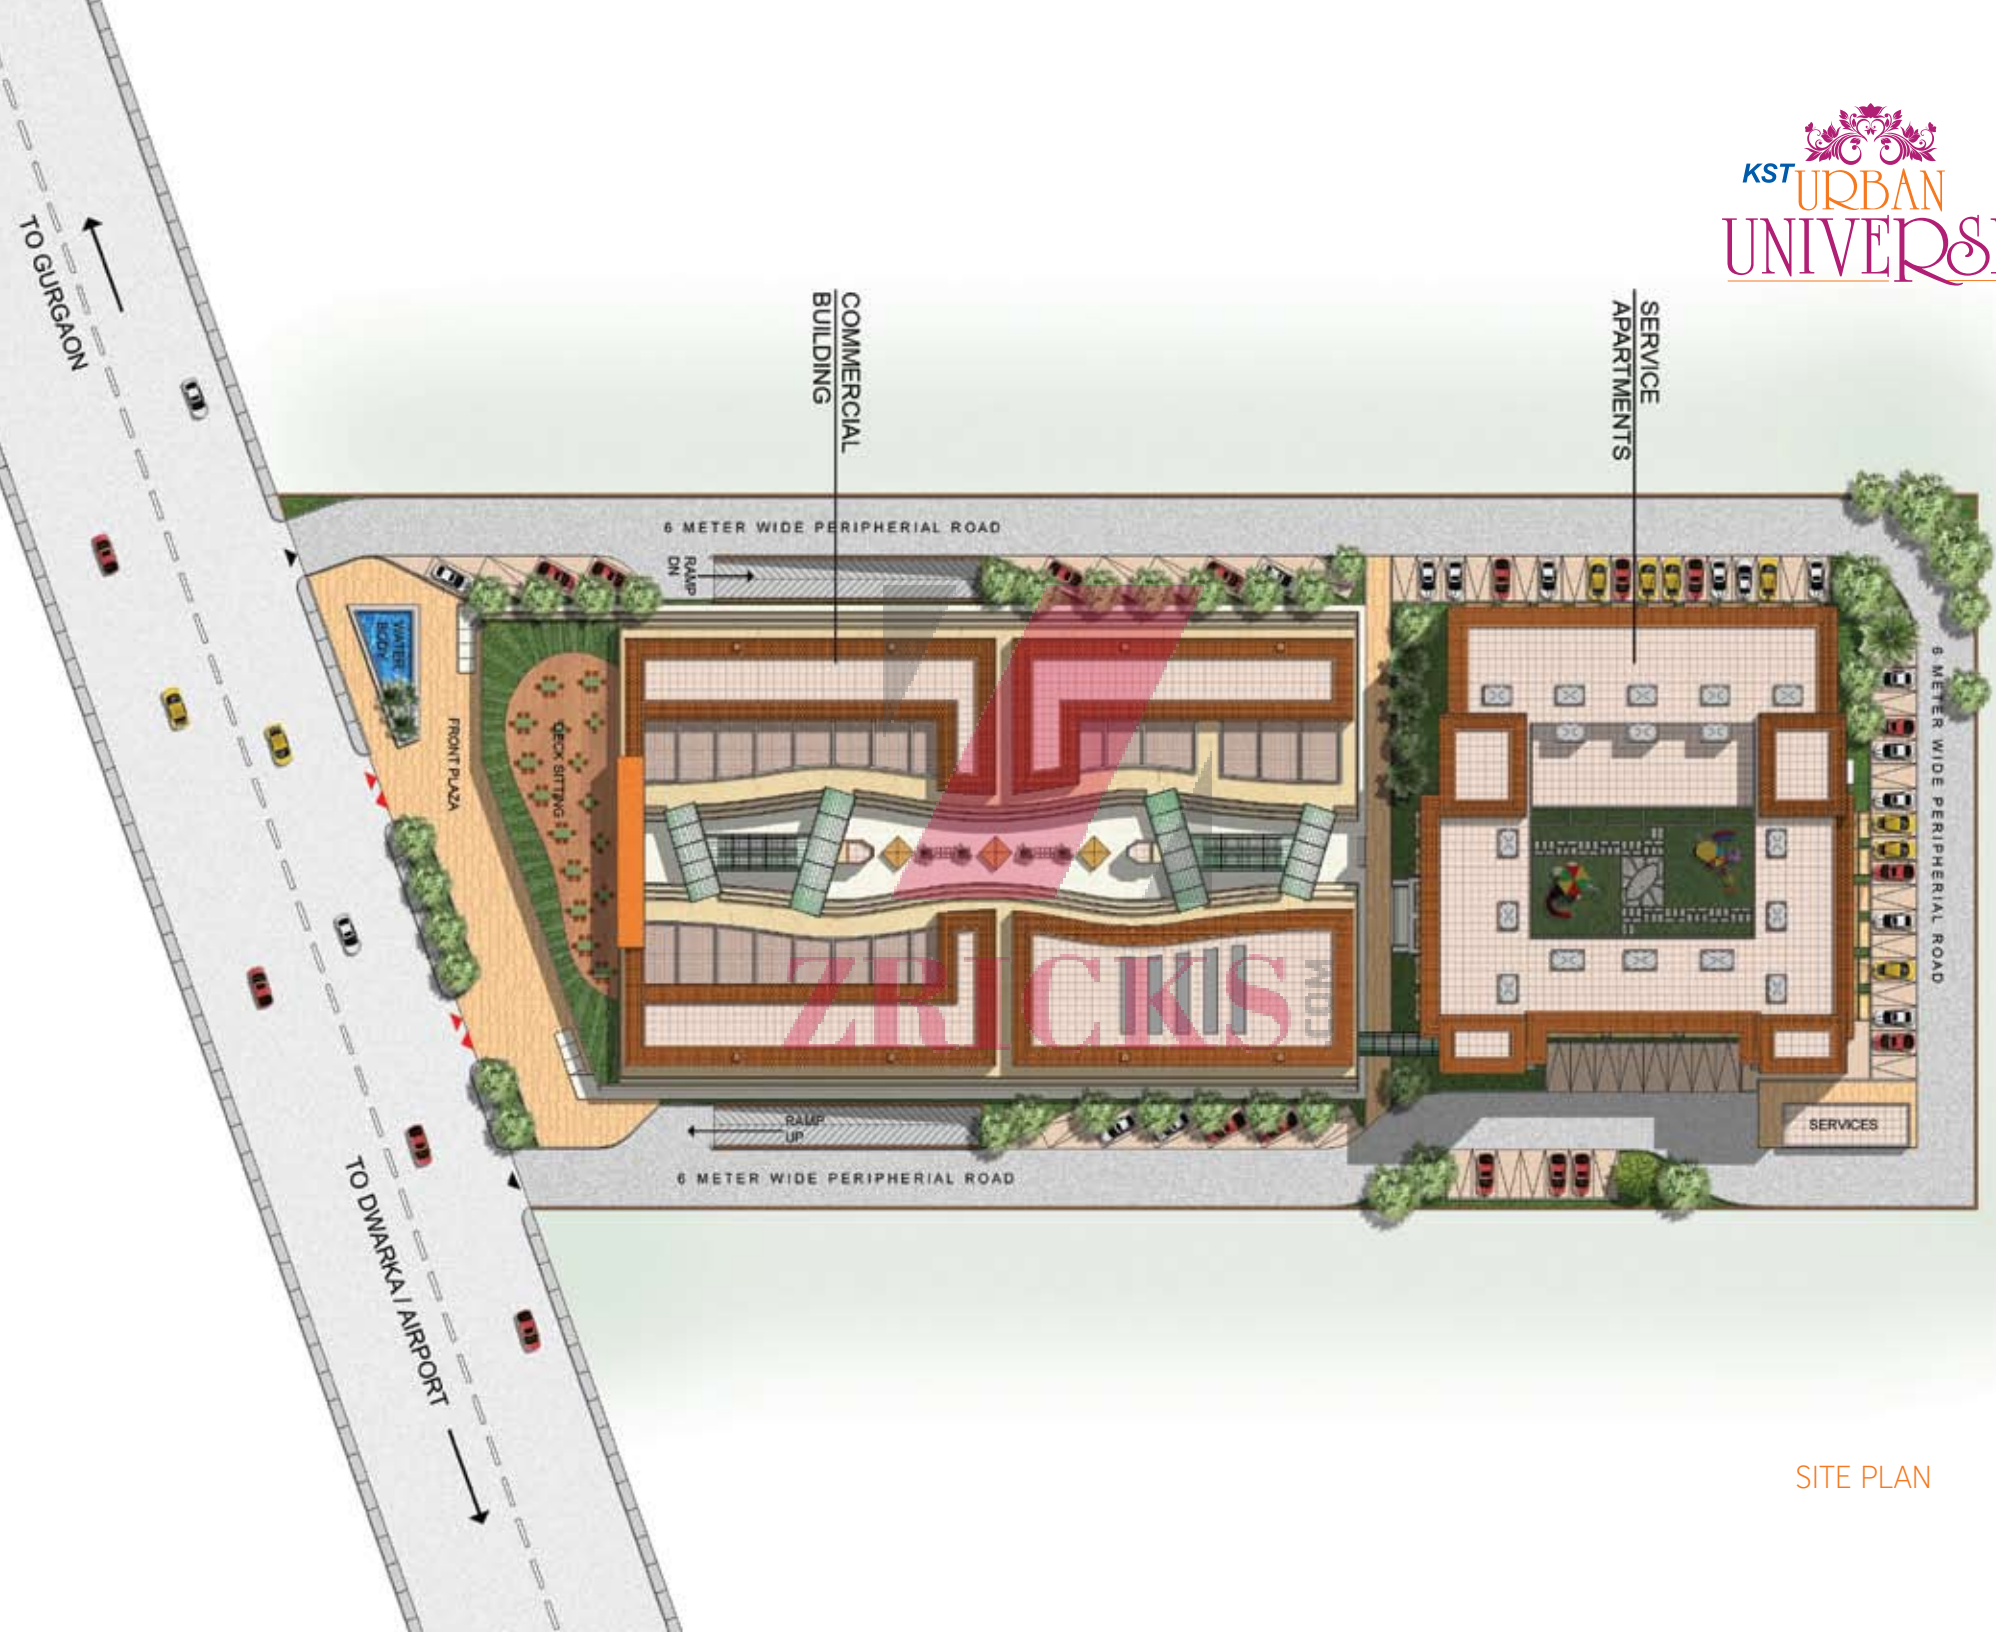 KST URBAN
UNIVERS
COMMERCIAL
BUILDING
SERVICE
APARTMENTS
TO GURGAON
6 METER WIDE PERIPHERIAL ROAD
RAMP
DN
WATER
BODY
FRONT PLAZA
DECK SITTING
6 METER WIDE PERIPHERIAL ROAD
ZRICKS
.COM
SERVICES
RAMP
UP
6 METER WIDE PERIPHERIAL ROAD
TO DWARKA / AIRPORT
SITE PLAN